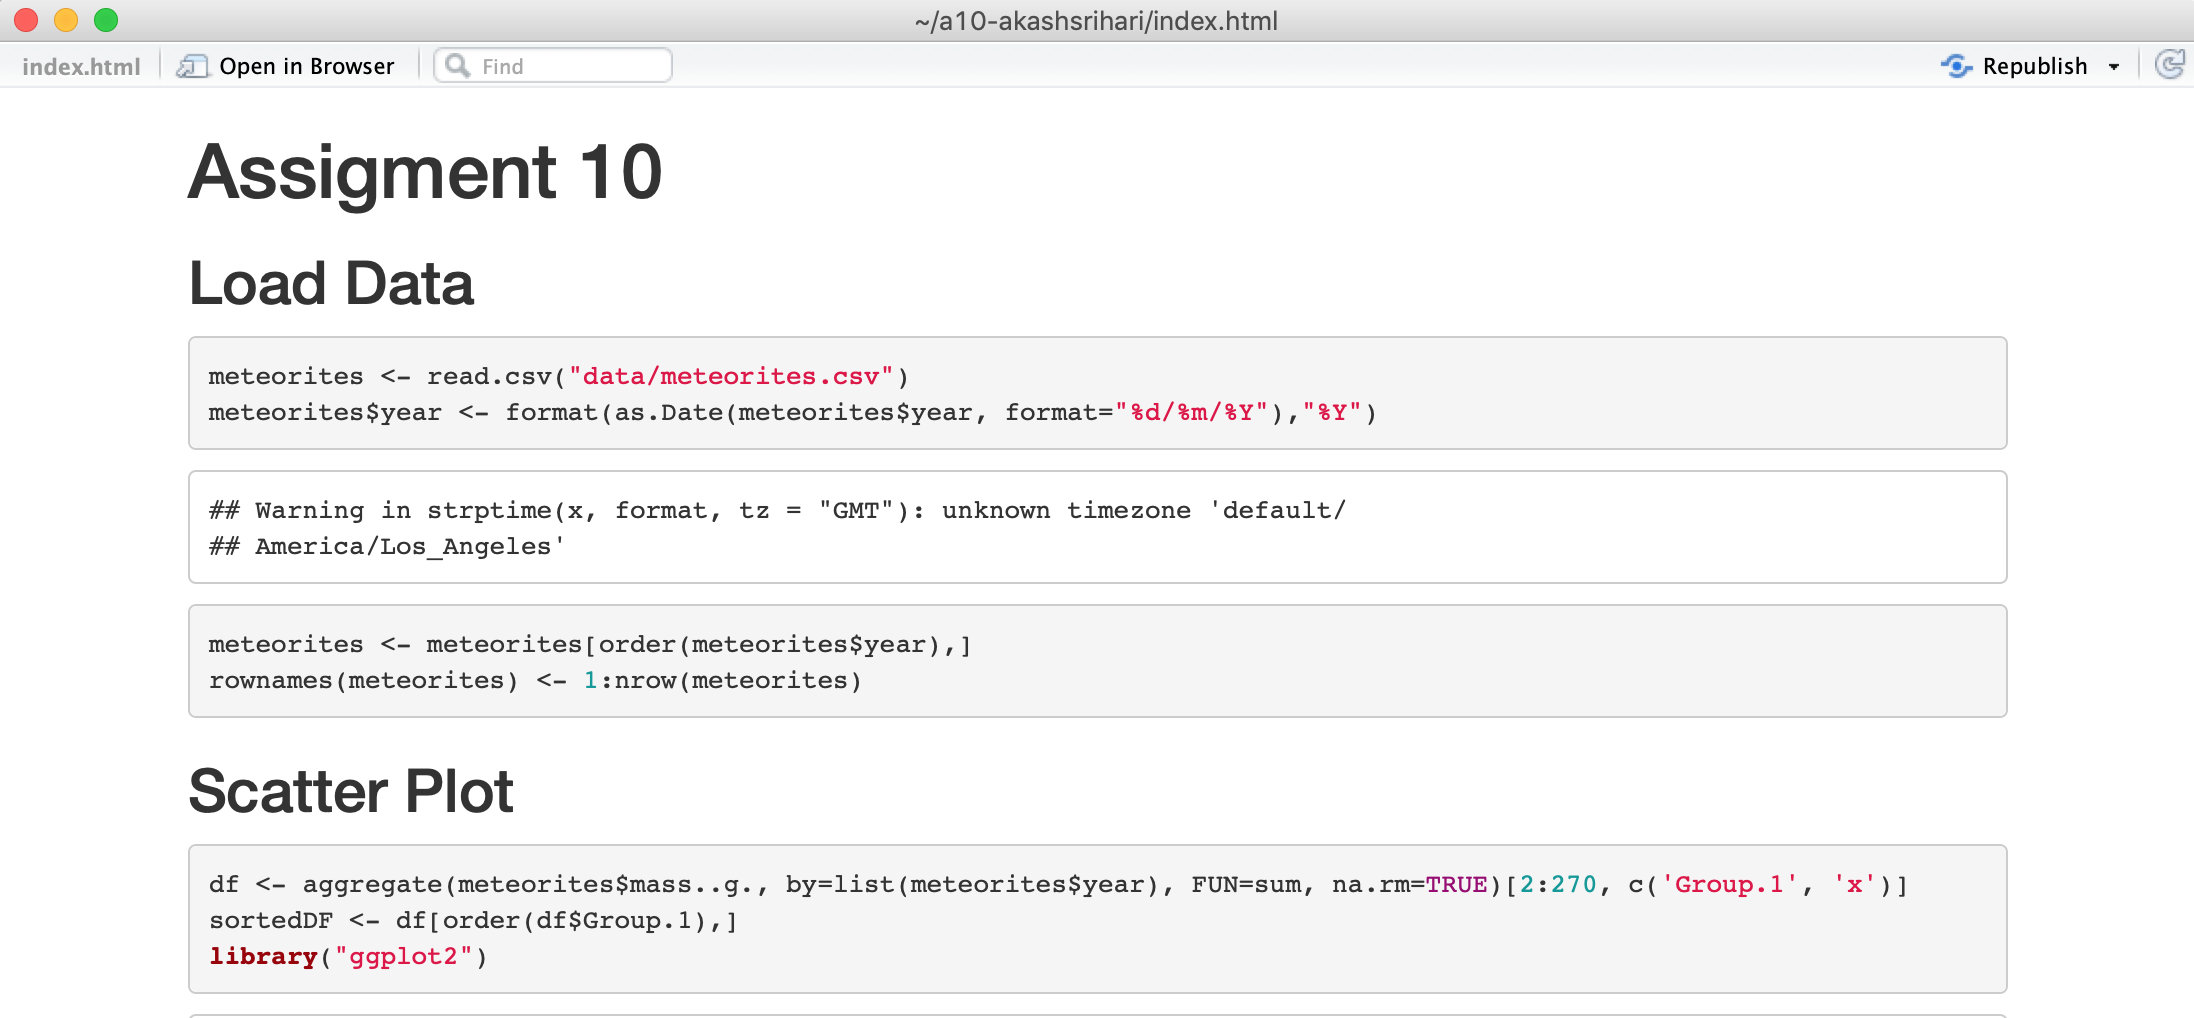 ~/a10-akashsrihari/index.html
index.html Open in Browser Find Republish
Assigment 10
Load Data
meteorites <- read.csv("data/meteorites.csv")
meteorites$year <- format(as.Date(meteorites$year, format="%d/%m/%Y"),"%Y")
## Warning in strptime(x, format, tz = "GMT"): unknown timezone 'default/
## America/Los_Angeles'
meteorites <- meteorites[order(meteorites$year),]
rownames(meteorites) <- 1:nrow(meteorites)
Scatter Plot
df <- aggregate(meteorites$mass..g., by=list(meteorites$year), FUN=sum, na.rm=TRUE)[2:270, c('Group.1', 'x')]
sortedDF <- df[order(df$Group.1),]
library("ggplot2")